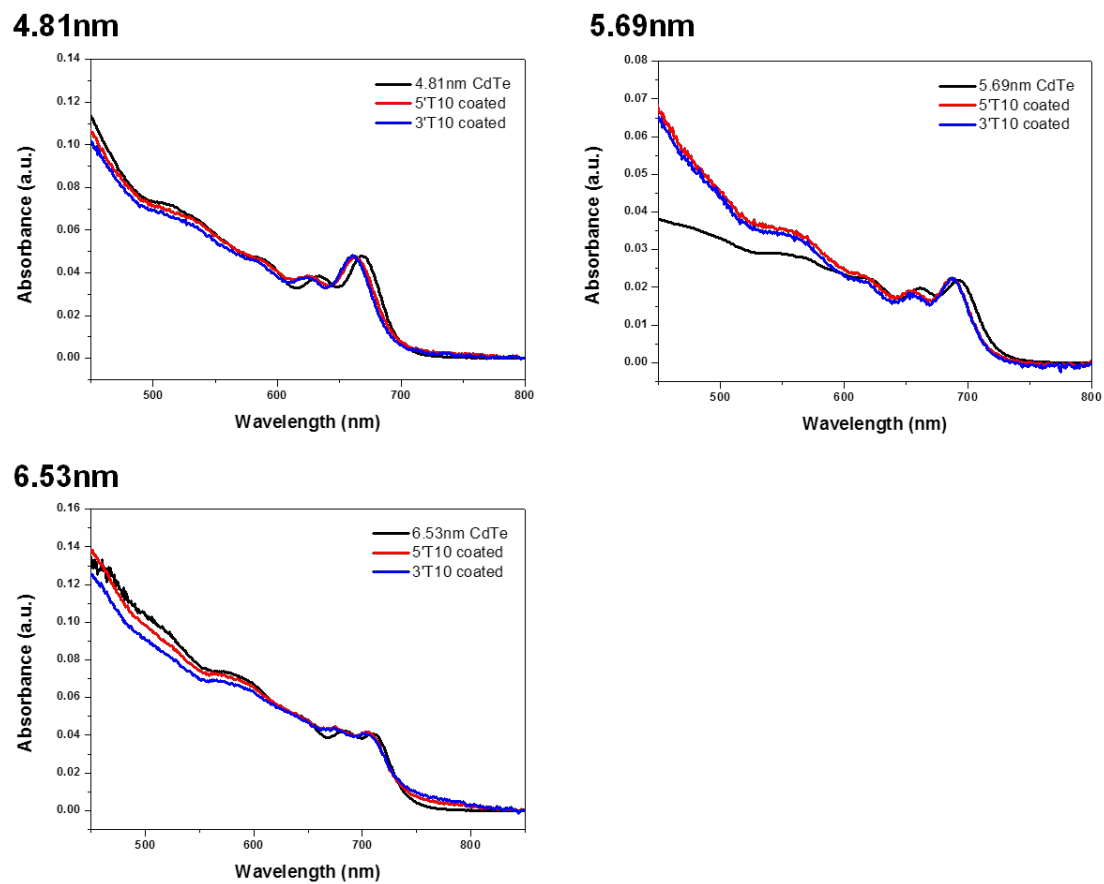 4.81nm
0.14
0.12
0.10
0.08
0.06
0.04
0.02
0.00
Absorbance (a.u.)
4.81nm CdTe
5'T10 coated
3'T10 coated
500
600
700
800
Wavelength (nm)
5.69nm
0.08
0.07
0.06
0.05
0.04
0.03
0.02
0.01
0.00
Absorbance (a.u.)
5.69nm CdTe
5'T10 coated
3'T10 coated
500
600
700
800
Wavelength (nm)
6.53nm
0.16
0.14
0.12
0.10
0.08
0.06
0.04
0.02
0.00
Absorbance (a.u.)
6.53nm CdTe
5'T10 coated
3'T10 coated
500
600
700
800
Wavelength (nm)